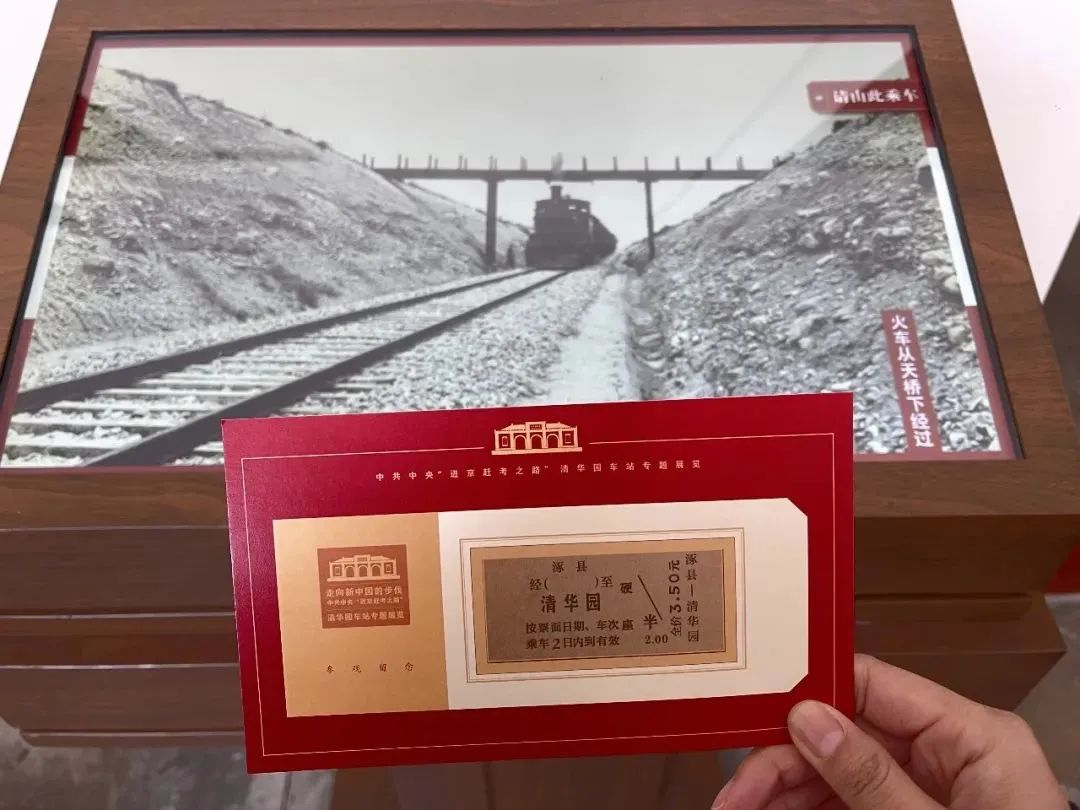 请由此乘车
火车从天桥下经过
中共中央“进京赶考之路”清华园车站专题展览
走向新中国的步伐
中共中央“进京赶考之路”
清华园车站专题展览
参观留念
涿县
经( )至
清华园
按票面日期、车次
乘车2日内到有效
硬
座
半
2.00
全价3.50元
涿县—清华园